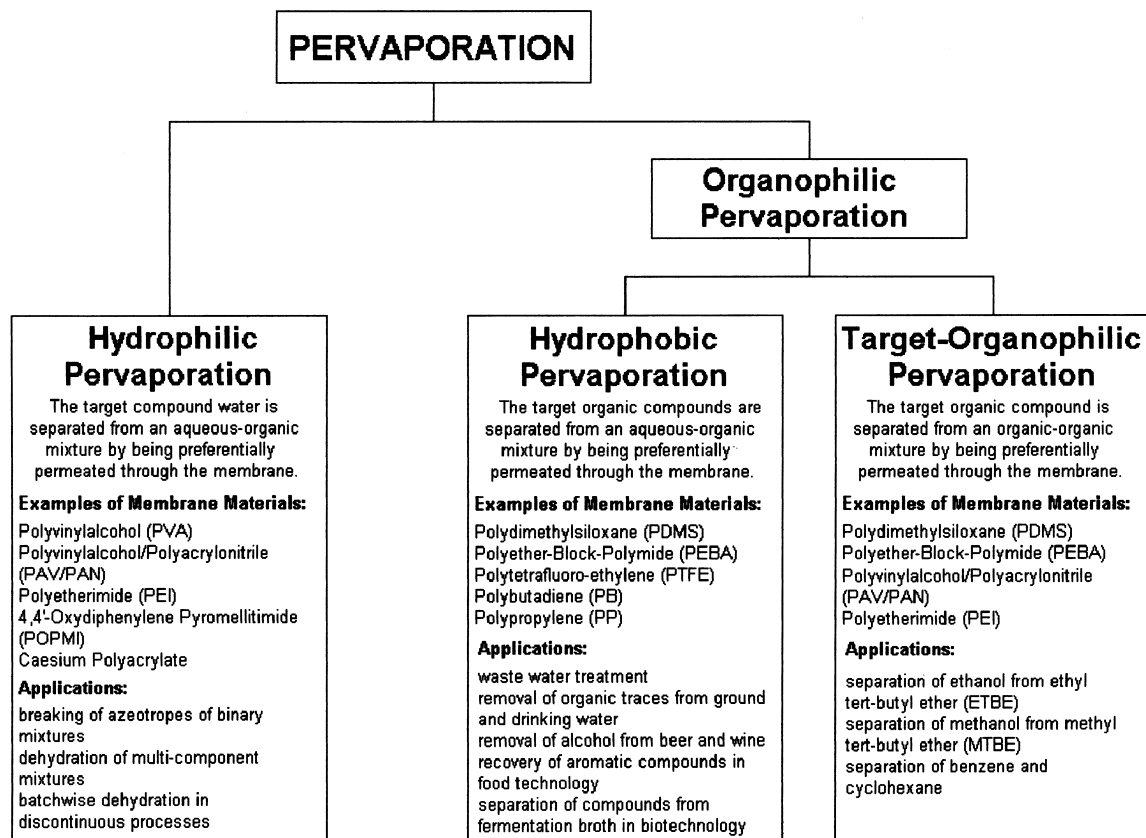 PERVAPORATION
Organophilic
Pervaporation
Hydrophilic
Pervaporation
The target compound water is
separated from an aqueous-organic
mixture by being preferentially
permeated through the membrane.
Examples of Membrane Materials:
Polyvinylalcohol (PVA)
Polyvinylalcohol/Polyacrylonitrile
(PAV/PAN)
Polyetherimide (PEI)
4,4'-Oxydiphenylene Pyromellitimide
(POPMI)
Caesium Polyacrylate
Applications:
breaking of azeotropes of binary
mixtures
dehydration of multi-component
mixtures
batchwise dehydration in
discontinuous processes
Hydrophobic
Pervaporation
The target organic compounds are
separated from an aqueous-organic
mixture by being preferentially
permeated through the membrane.
Examples of Membrane Materials:
Polydimethylsiloxane (PDMS)
Polyether-Block-Polymide (PEBA)
Polytetrafluoro-ethylene (PTFE)
Polybutadiene (PB)
Polypropylene (PP)
Applications:
waste water treatment
removal of organic traces from ground
and drinking water
removal of alcohol from beer and wine
recovery of aromatic compounds in
food technology
separation of compounds from
fermentation broth in biotechnology
Target-Organophilic
Pervaporation
The target organic compound is
separated from an organic-organic
mixture by being preferentially
permeated through the membrane.
Examples of Membrane Materials:
Polydimethylsiloxane (PDMS)
Polyether-Block-Polymide (PEBA)
Polyvinylalcohol/Polyacrylonitrile
(PAV/PAN)
Polyetherimide (PEI)
Applications:
separation of ethanol from ethyl
tert-butyl ether (ETBE)
separation of methanol from methyl
tert-butyl ether (MTBE)
separation of benzene and
cyclohexane